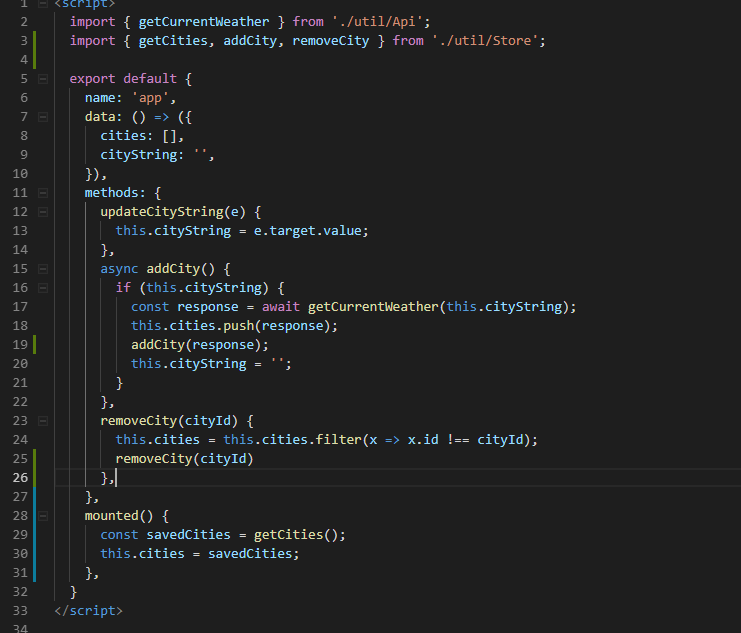 1 <script>
2 import { getCurrentWeather } from './util/Api';
3 import { getCities, addCity, removeCity } from './util/Store';
4
5 export default {
6 name: 'app',
7 data: () => ({
8 cities: [],
9 cityString: '',
10 }),
11 methods: {
12 updateCityString(e) {
13 this.cityString = e.target.value;
14 },
15 async addCity() {
16 if (this.cityString) {
17 const response = await getCurrentWeather(this.cityString);
18 this.cities.push(response);
19 addCity(response);
20 this.cityString = '';
21 }
22 },
23 removeCity(cityId) {
24 this.cities = this.cities.filter(x => x.id !== cityId);
25 removeCity(cityId)
26 },
27 },
28 mounted() {
29 const savedCities = getCities();
30 this.cities = savedCities;
31 },
32 }
33 </script>
34